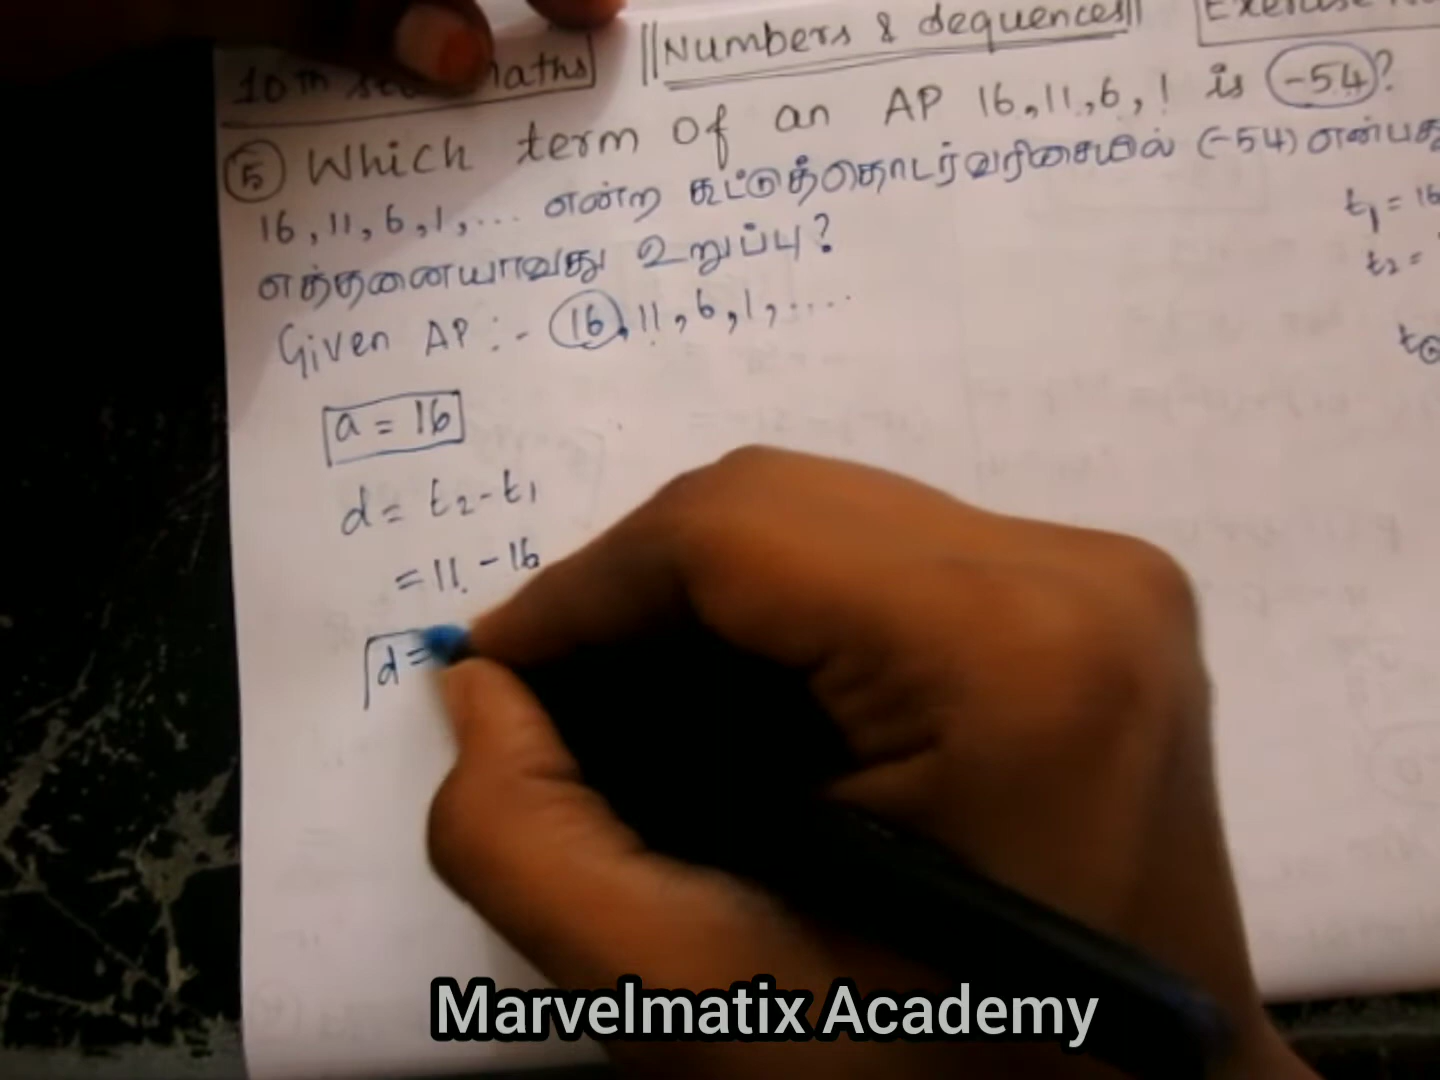 10th maths || Numbers & Sequences ||
5 Which term of an AP 16, 11, 6, 1 is -54?
16, 11, 6, 1, ... என்ற கூட்டுத்தொடர்வரிசையில் (-54) என்பது
எத்தனையாவது உறுப்பு?
t1 = 16
t2 =
Given AP :- 16, 11, 6, 1, ....
a = 16
d = t2 - t1
= 11 - 16
d =
Marvelmatix Academy